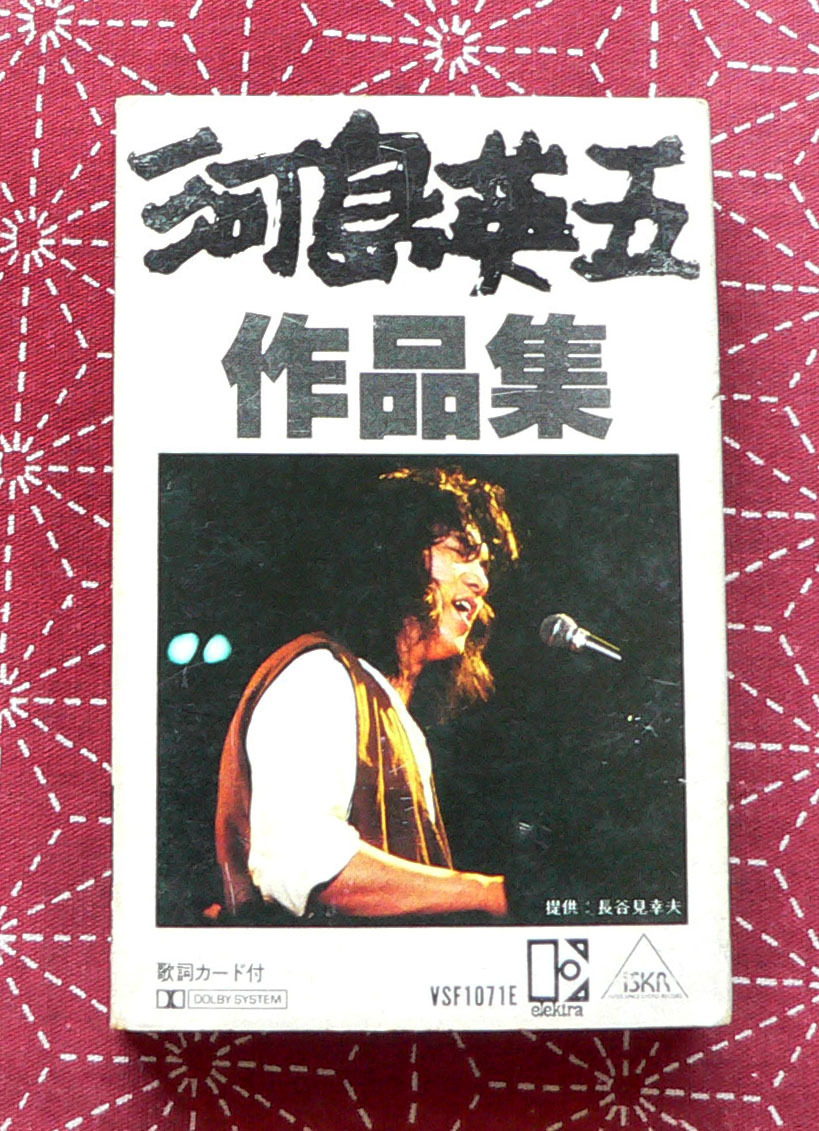 河島英五
作品集
提供：長谷見幸夫
歌詞カード付
DOLBY SYSTEM
VSF1071E
elektra
iSKR